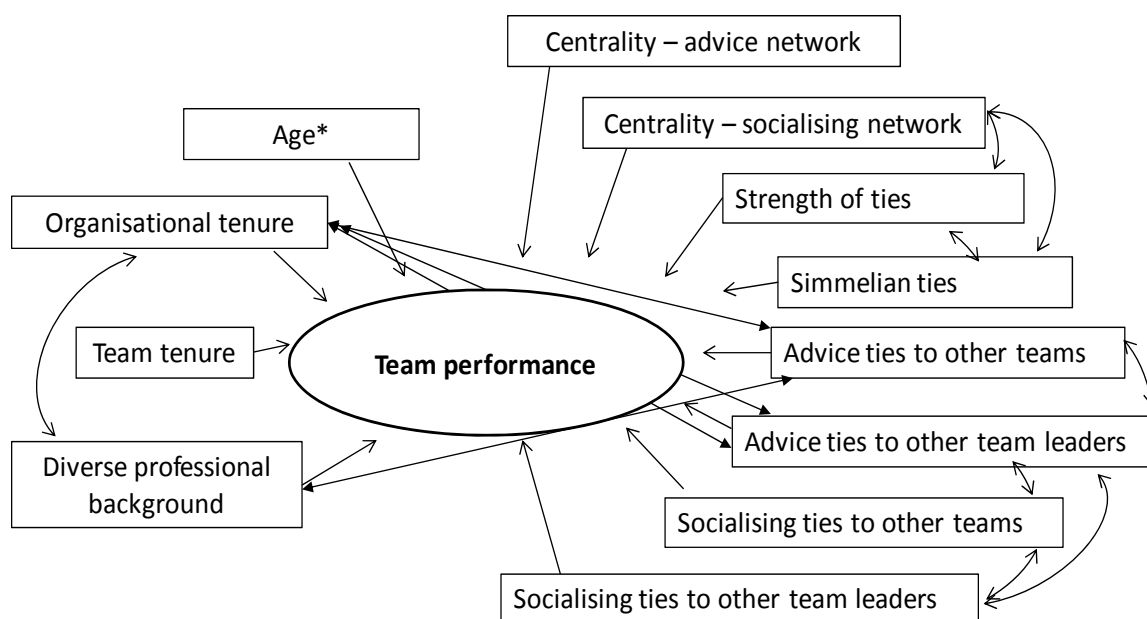 Centrality – advice network
Centrality – socialising network
Age*
Strength of ties
Organisational tenure
Simmelian ties
Team tenure
Team performance
Advice ties to other teams
Advice ties to other team leaders
Diverse professional
background
Socialising ties to other teams
Socialising ties to other team leaders